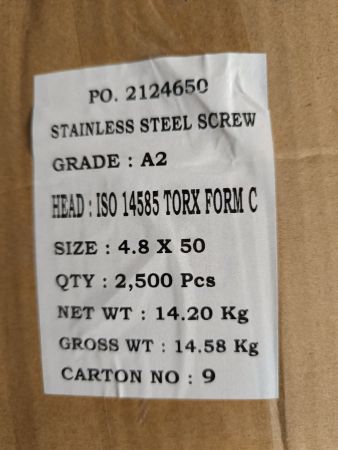 PO. 2124650
STAINLESS STEEL SCREW
GRADE : A2
HEAD : ISO 14585 TORX FORM C
SIZE : 4.8 X 50
QTY : 2,500 Pcs
NET WT : 14.20 Kg
GROSS WT : 14.58 Kg
CARTON NO : 9